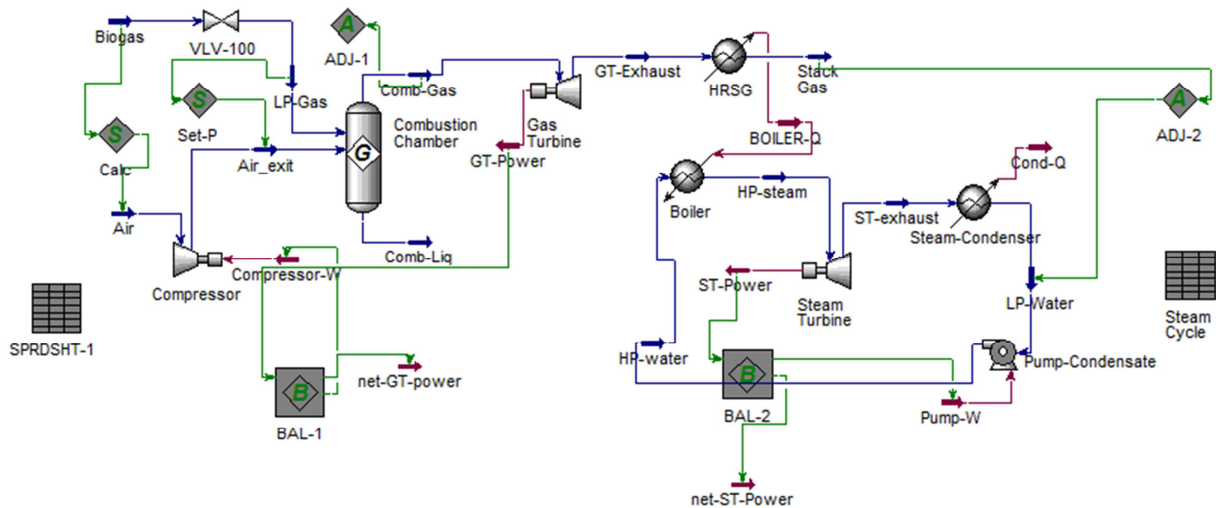 Biogas
VLV-100
ADJ-1
A
Comb-Gas
GT-Exhaust
HRSG
Stack
Gas
A
ADJ-2
LP-Gas
S
Set-P
S
Calc
Air_exit
Combustion
Chamber
G
Gas
Turbine
GT-Power
BOILER-Q
Cond-Q
Boiler
HP-steam
ST-exhaust
Steam-Condenser
Air
Compressor
Compressor-W
Comb-Liq
ST-Power
Steam
Turbine
LP-Water
Steam
Cycle
SPRDSHT-1
B
BAL-1
net-GT-power
HP-water
B
BAL-2
Pump-Condensate
Pump-W
net-ST-Power